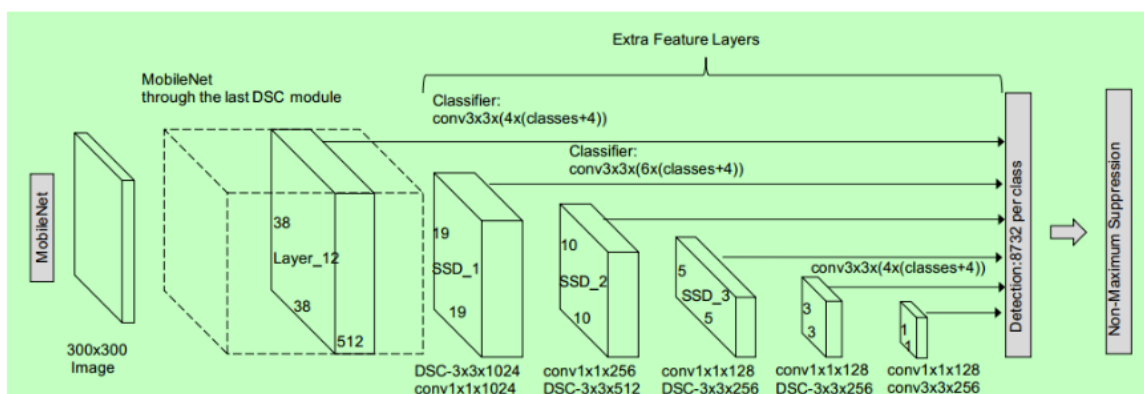 Extra Feature Layers
MobileNet
through the last DSC module
Classifier:
conv3x3x(4x(classes+4))
Classifier:
conv3x3x(6x(classes+4))
MobileNet
38
Layer_12
38
512
19
SSD_1
19
10
SSD_2
10
5
SSD_3
5
conv3x3x(4x(classes+4))
3
3
1
1
Detection:8732 per class
Non-Maximum Suppression
300x300
Image
DSC-3x3x1024
conv1x1x1024
conv1x1x256
DSC-3x3x512
conv1x1x128
DSC-3x3x256
conv1x1x128
DSC-3x3x256
conv1x1x128
conv3x3x256